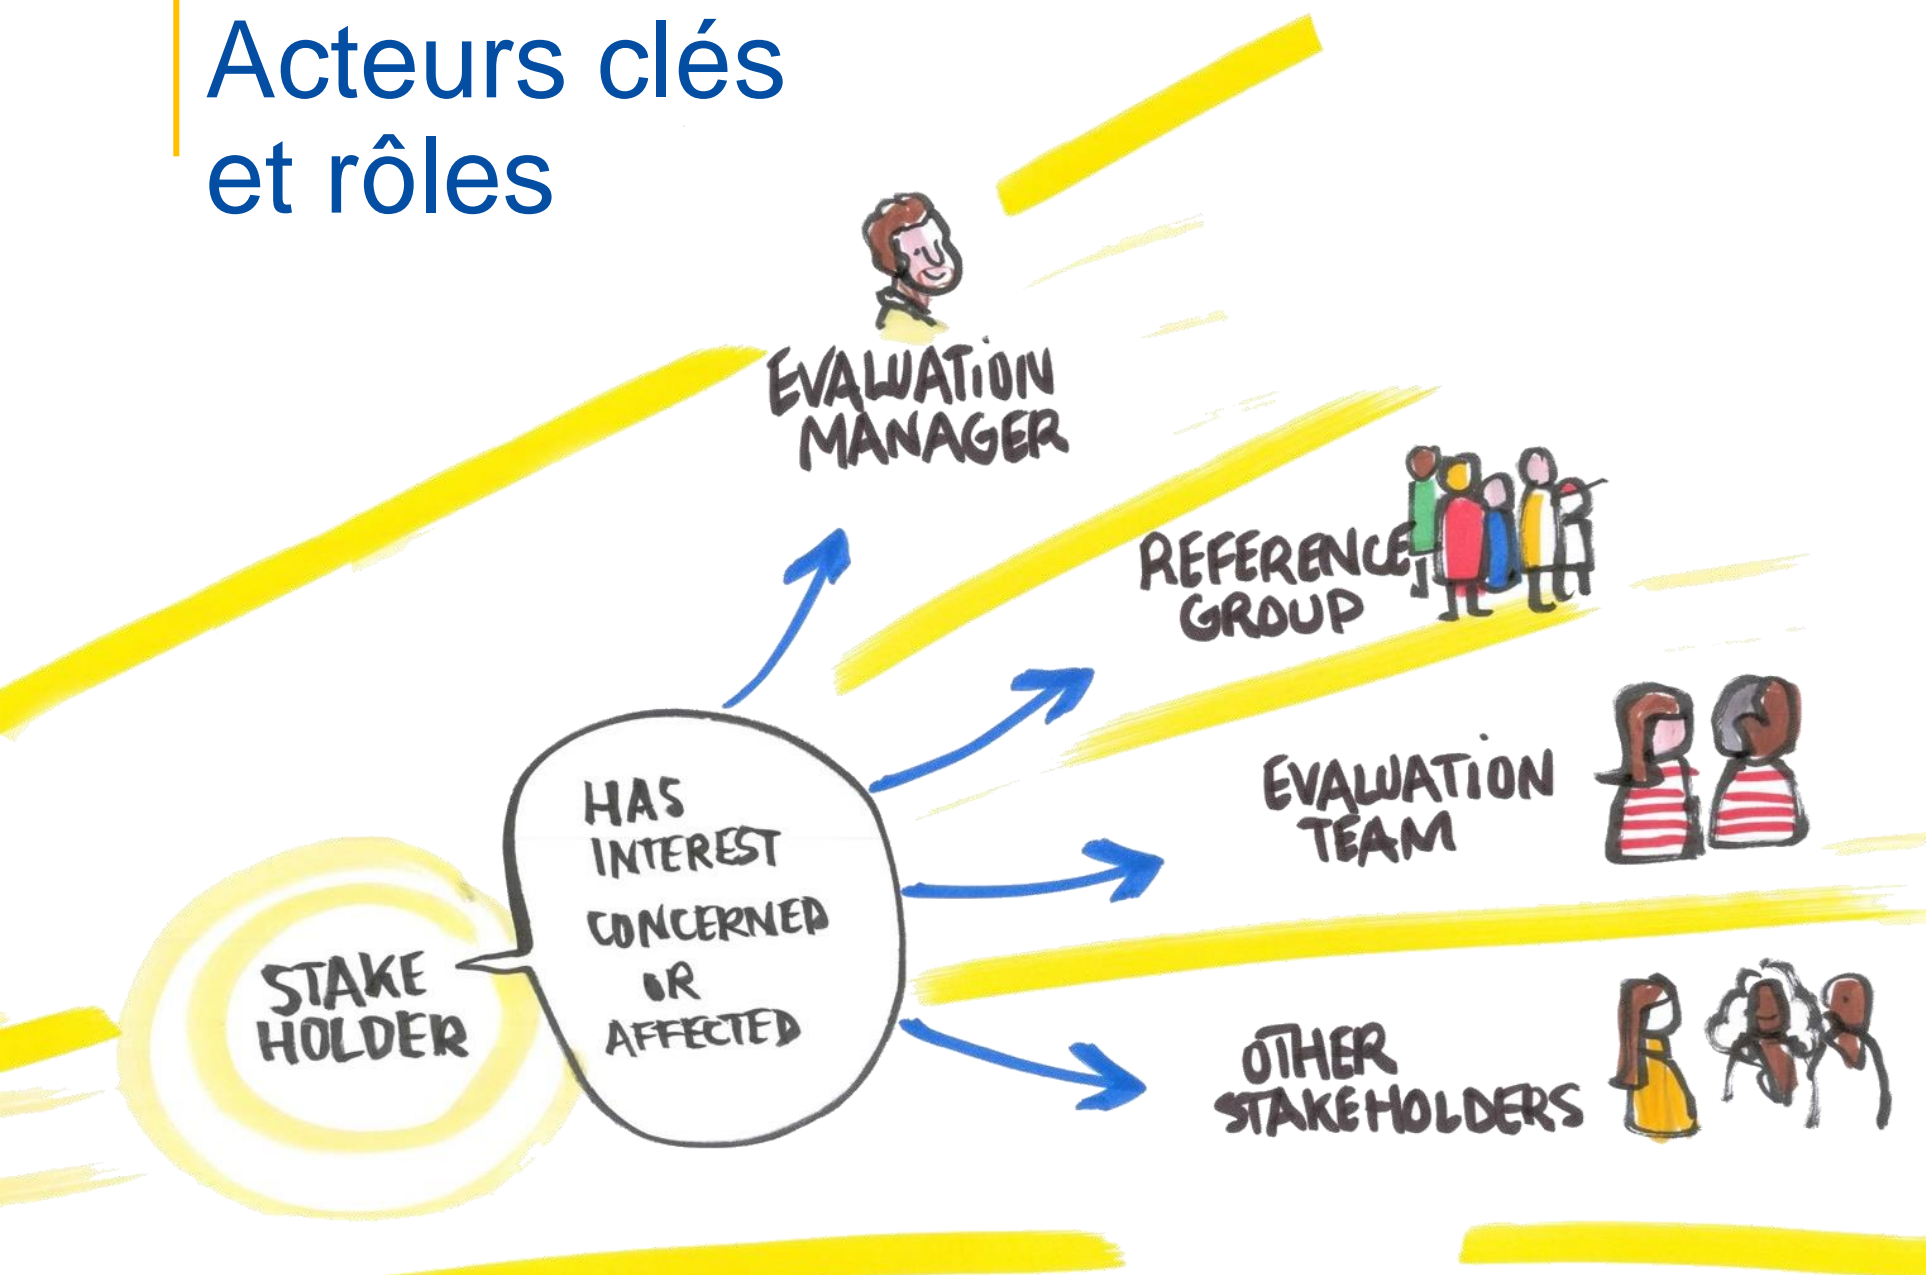 Acteurs clés
et rôles
EVALUATION
MANAGER
REFERENCE
GROUP
EVALUATION
TEAM
OTHER
STAKEHOLDERS
STAKE
HOLDER
HAS
INTEREST
CONCERNED
OR
AFFECTED